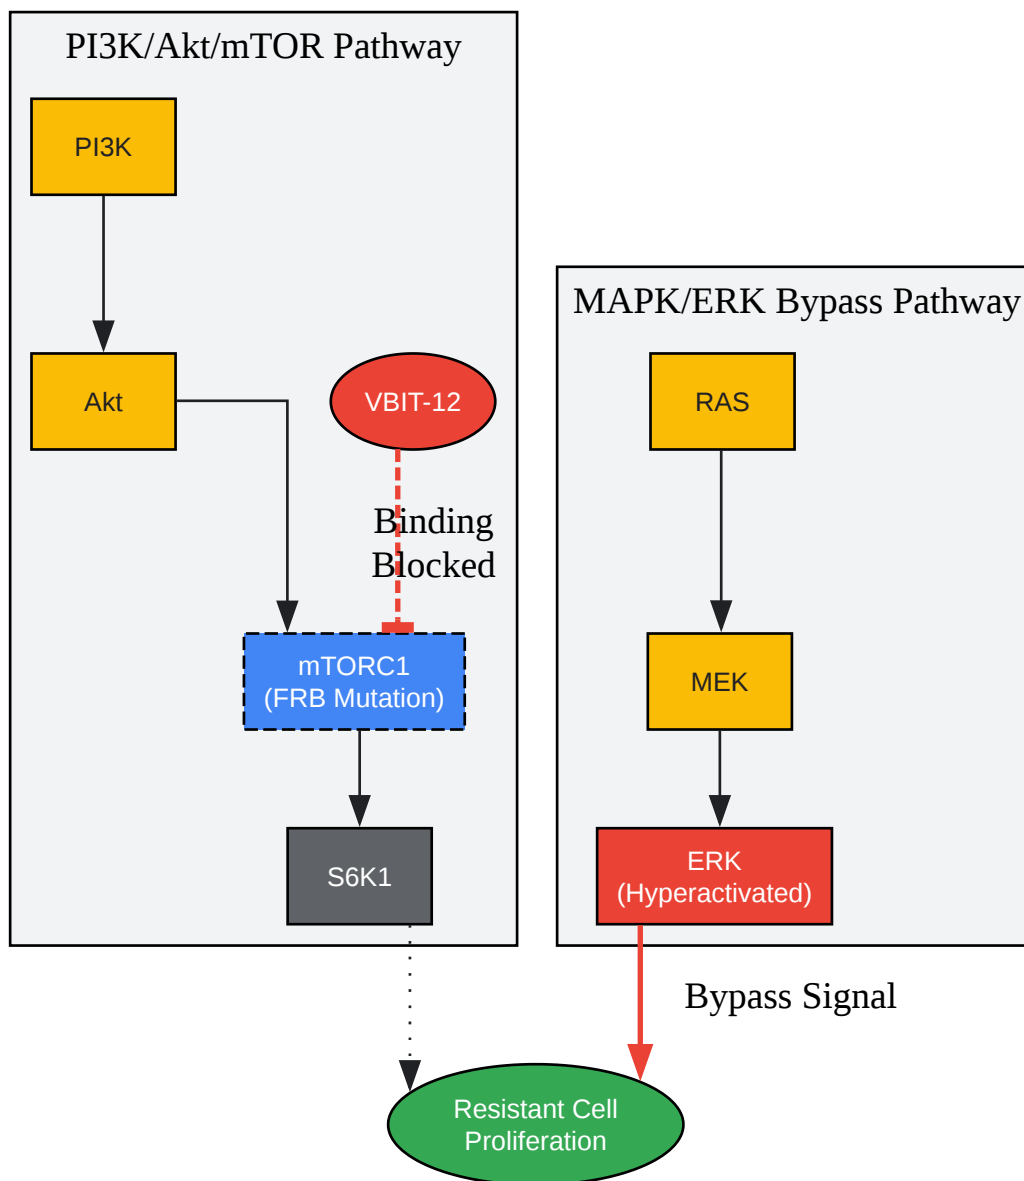 PI3K/Akt/mTOR Pathway
PI3K
Akt
VBIT-12
Binding
Blocked
mTORC1
(FRB Mutation)
S6K1
MAPK/ERK Bypass Pathway
RAS
MEK
ERK
(Hyperactivated)
Bypass Signal
Resistant Cell
Proliferation